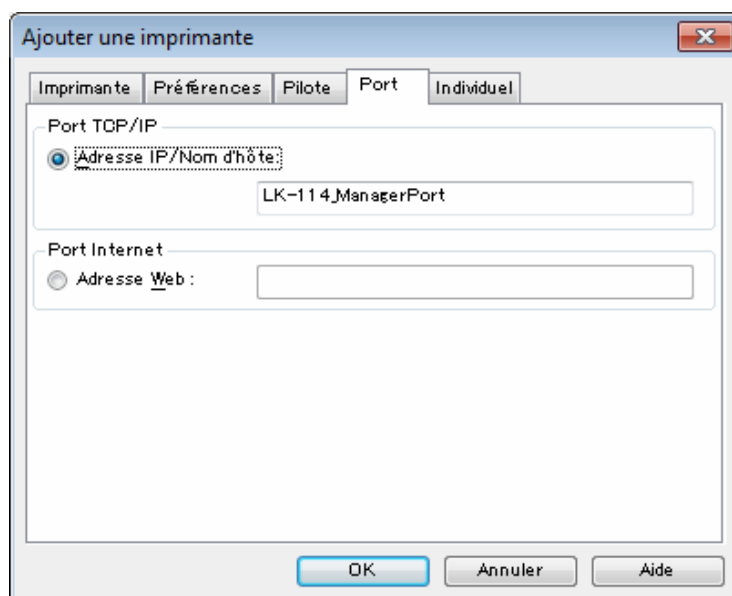 Ajouter une imprimante
Imprimante Préférences Pilote Port Individuel
Port TCP/IP
Adresse IP/Nom d'hôte:
LK-114_ManagerPort
Port Internet
Adresse Web :
OK Annuler Aide